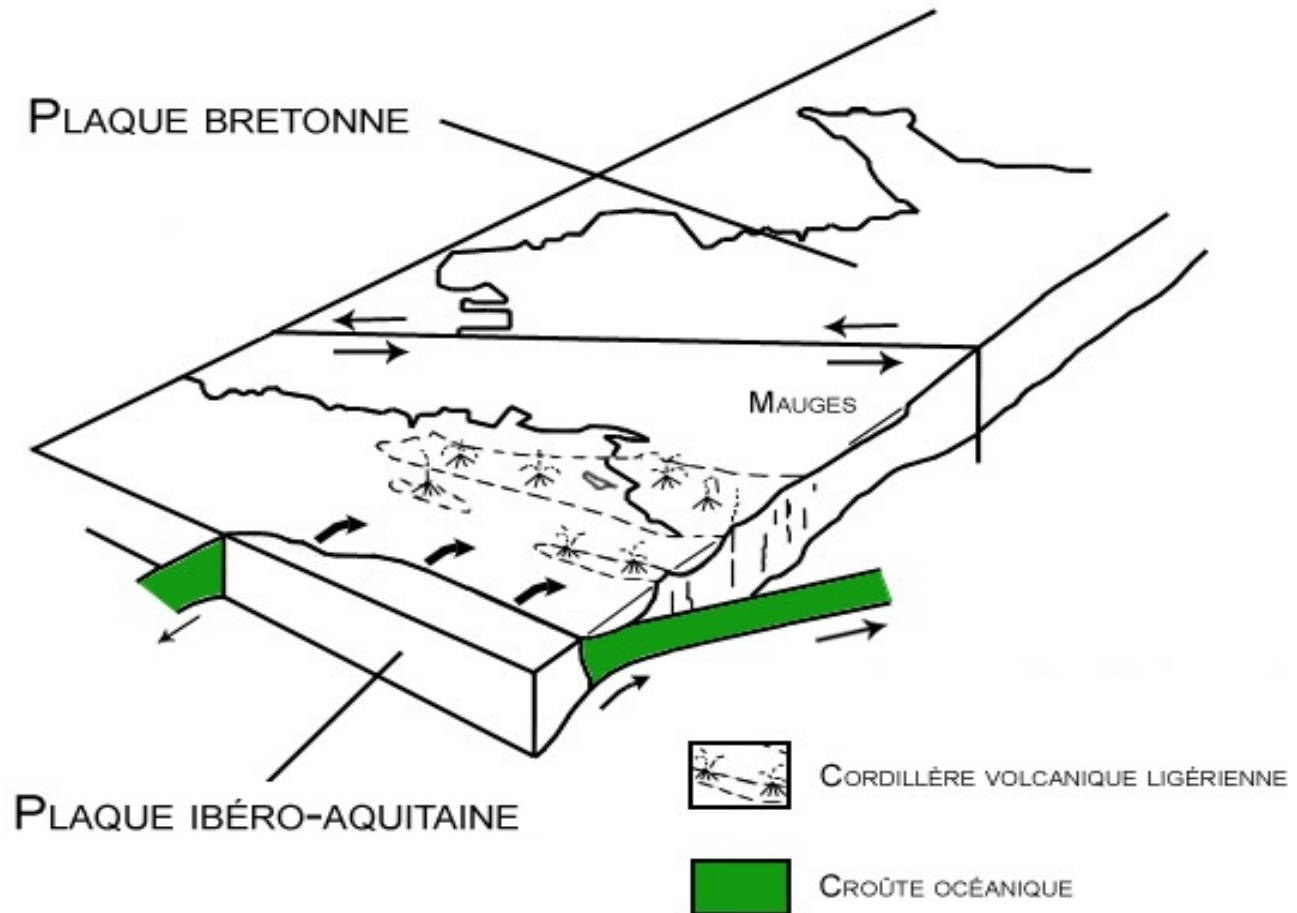 Plaque bretonne
Mauges
Plaque ibéro-aquitaine
Cordillère volcanique ligérienne
Croûte océanique